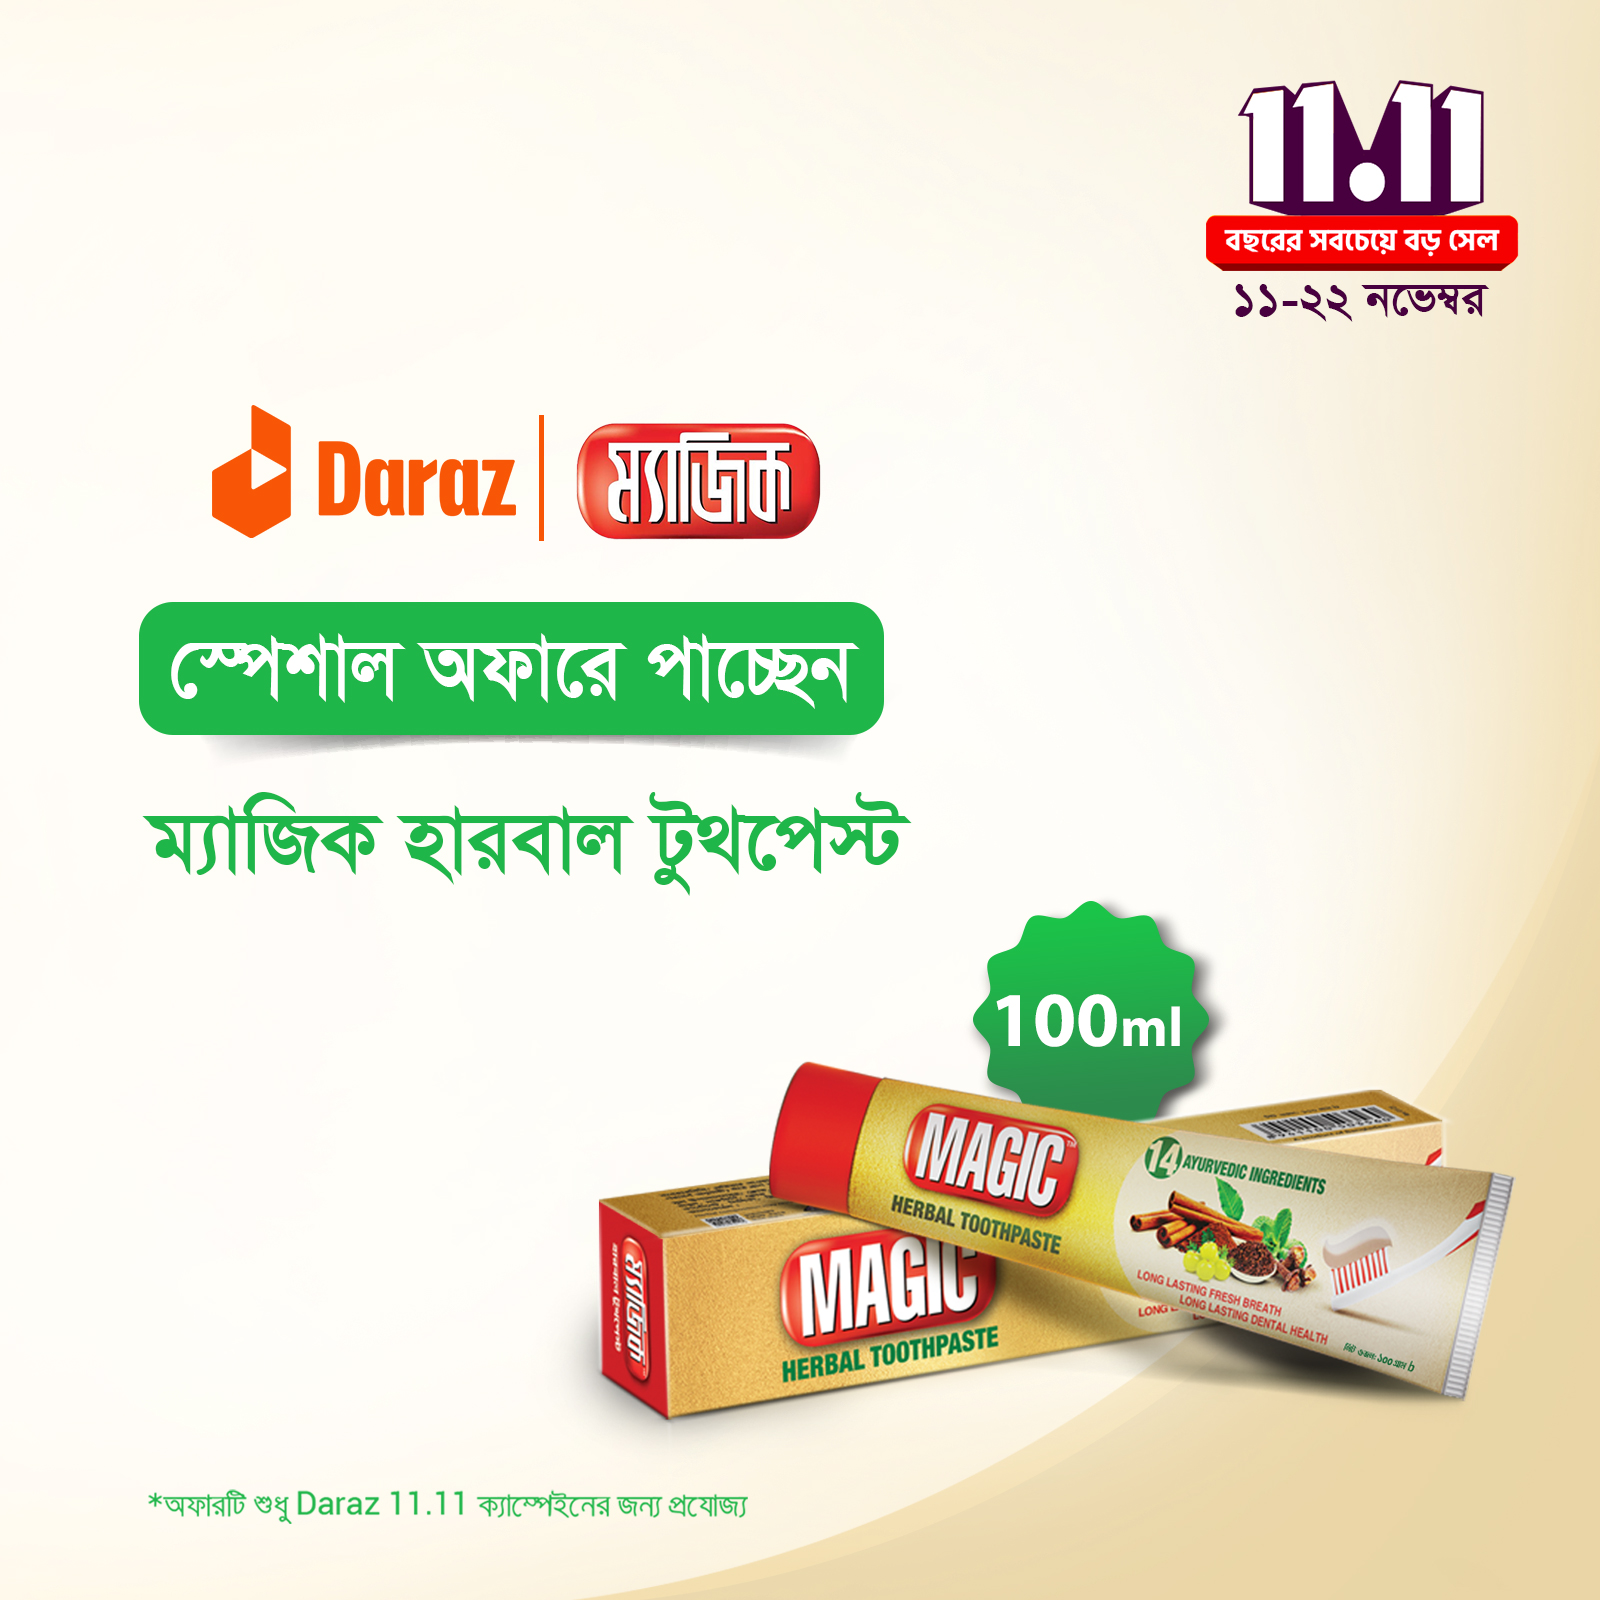 11.11
বছরের সবচেয়ে বড় সেল
১১-২২ নভেম্বর
Daraz
ম্যাজিক
স্পেশাল অফারে পাচ্ছেন
ম্যাজিক হারবাল টুথপেস্ট
100ml
MAGIC™
HERBAL TOOTHPASTE
14 AYURVEDIC INGREDIENTS
LONG LASTING FRESH BREATH
LONG LASTING DENTAL HEALTH
ম্যাজিক
MAGIC
HERBAL TOOTHPASTE
*অফারটি শুধু Daraz 11.11 ক্যাম্পেইনের জন্য প্রযোজ্য